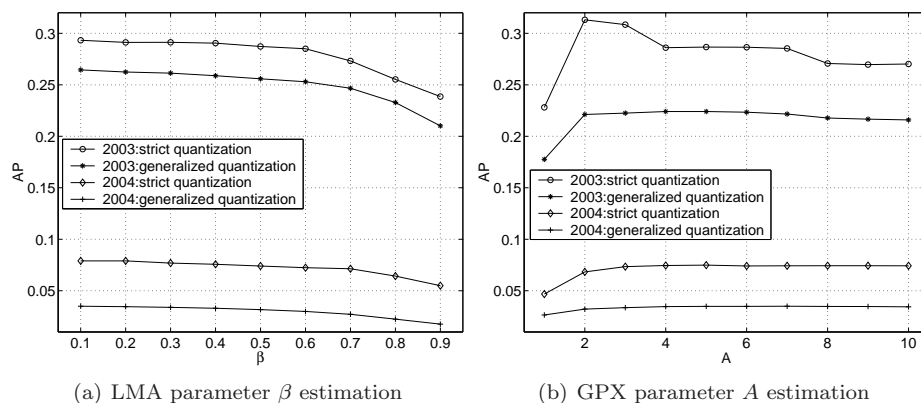 0.3
0.25
0.2
0.15
0.1
0.05
AP
2003:strict quantization
2003:generalized quantization
2004:strict quantization
2004:generalized quantization
0.1 0.2 0.3 0.4 0.5 0.6 0.7 0.8 0.9
β
(a) LMA parameter β estimation
0.3
0.25
0.2
0.15
0.1
0.05
AP
2003:strict quantization
2003:generalized quantization
2004:strict quantization
2004:generalized quantization
2 4 6 8 10
A
(b) GPX parameter A estimation